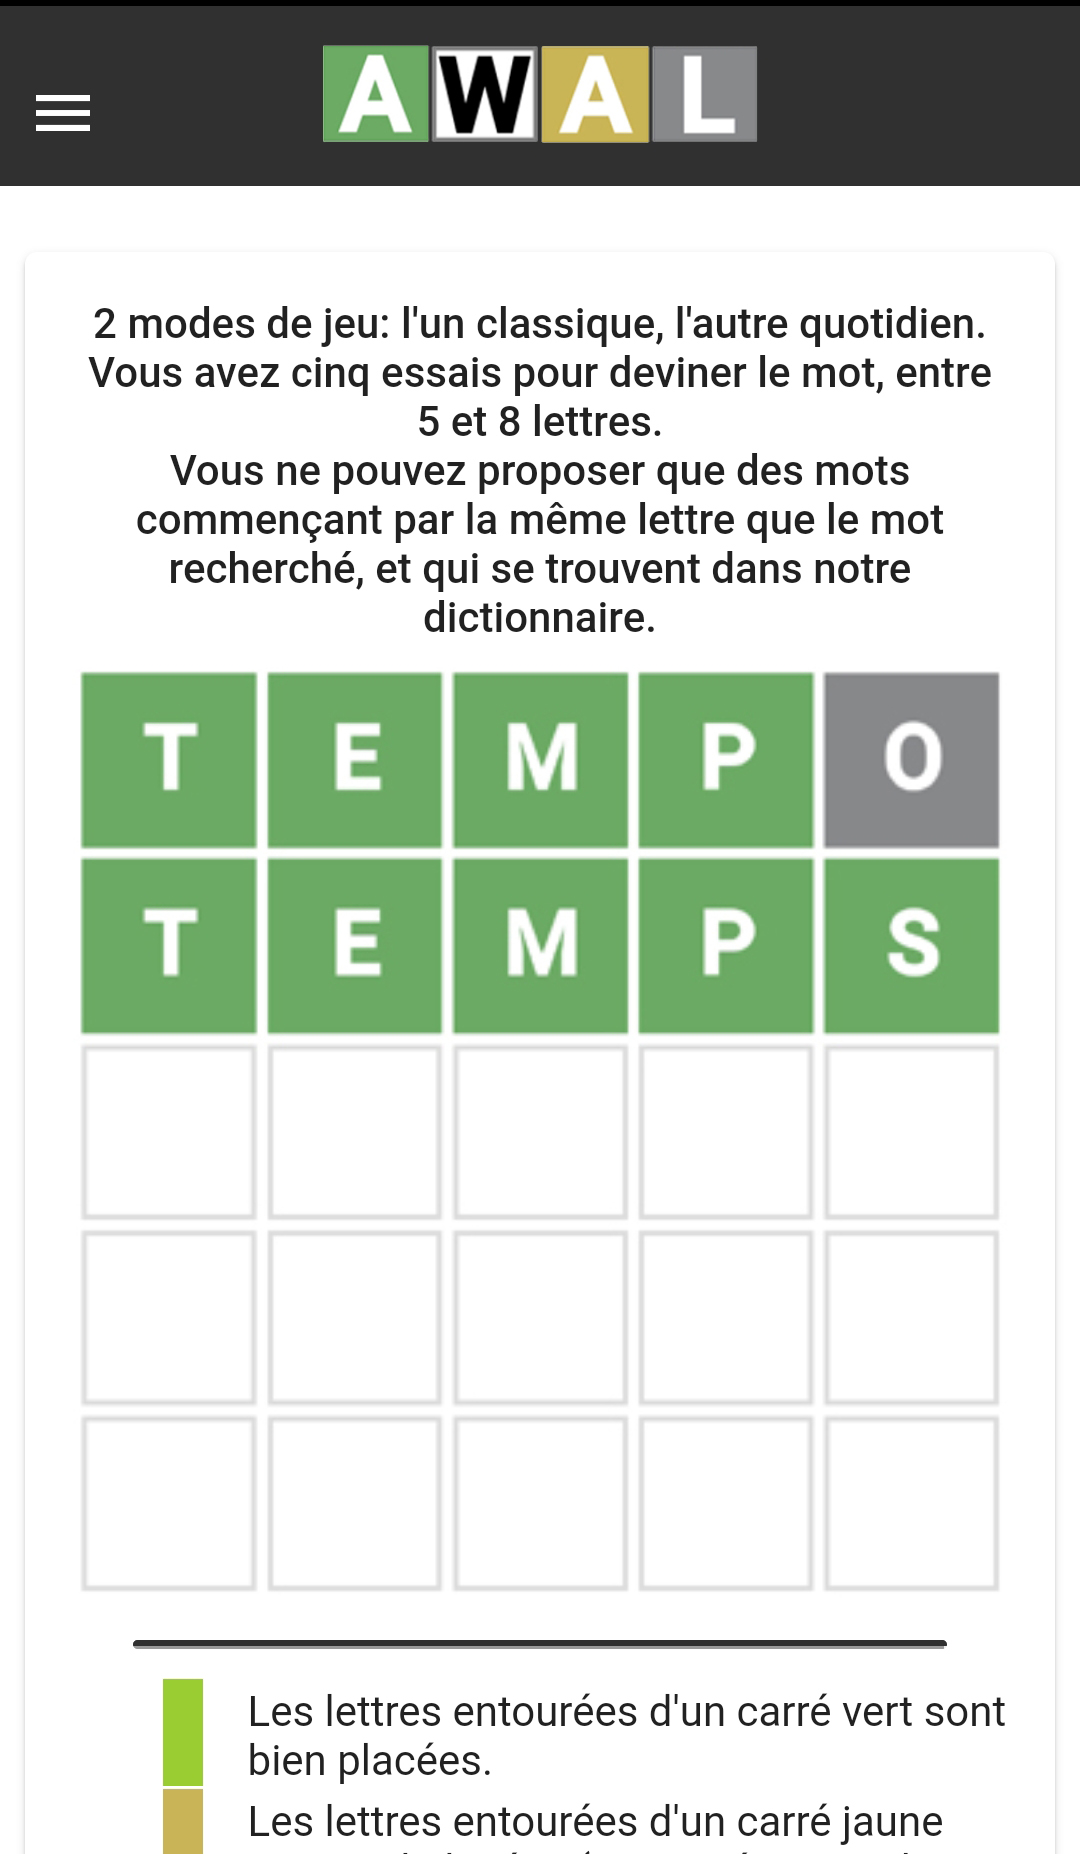 AWAL
2 modes de jeu: l'un classique, l'autre quotidien.
Vous avez cinq essais pour deviner le mot, entre
5 et 8 lettres.
Vous ne pouvez proposer que des mots
commençant par la même lettre que le mot
recherché, et qui se trouvent dans notre
dictionnaire.
T E M P O
T E M P S
Les lettres entourées d'un carré vert sont
bien placées.
Les lettres entourées d'un carré jaune